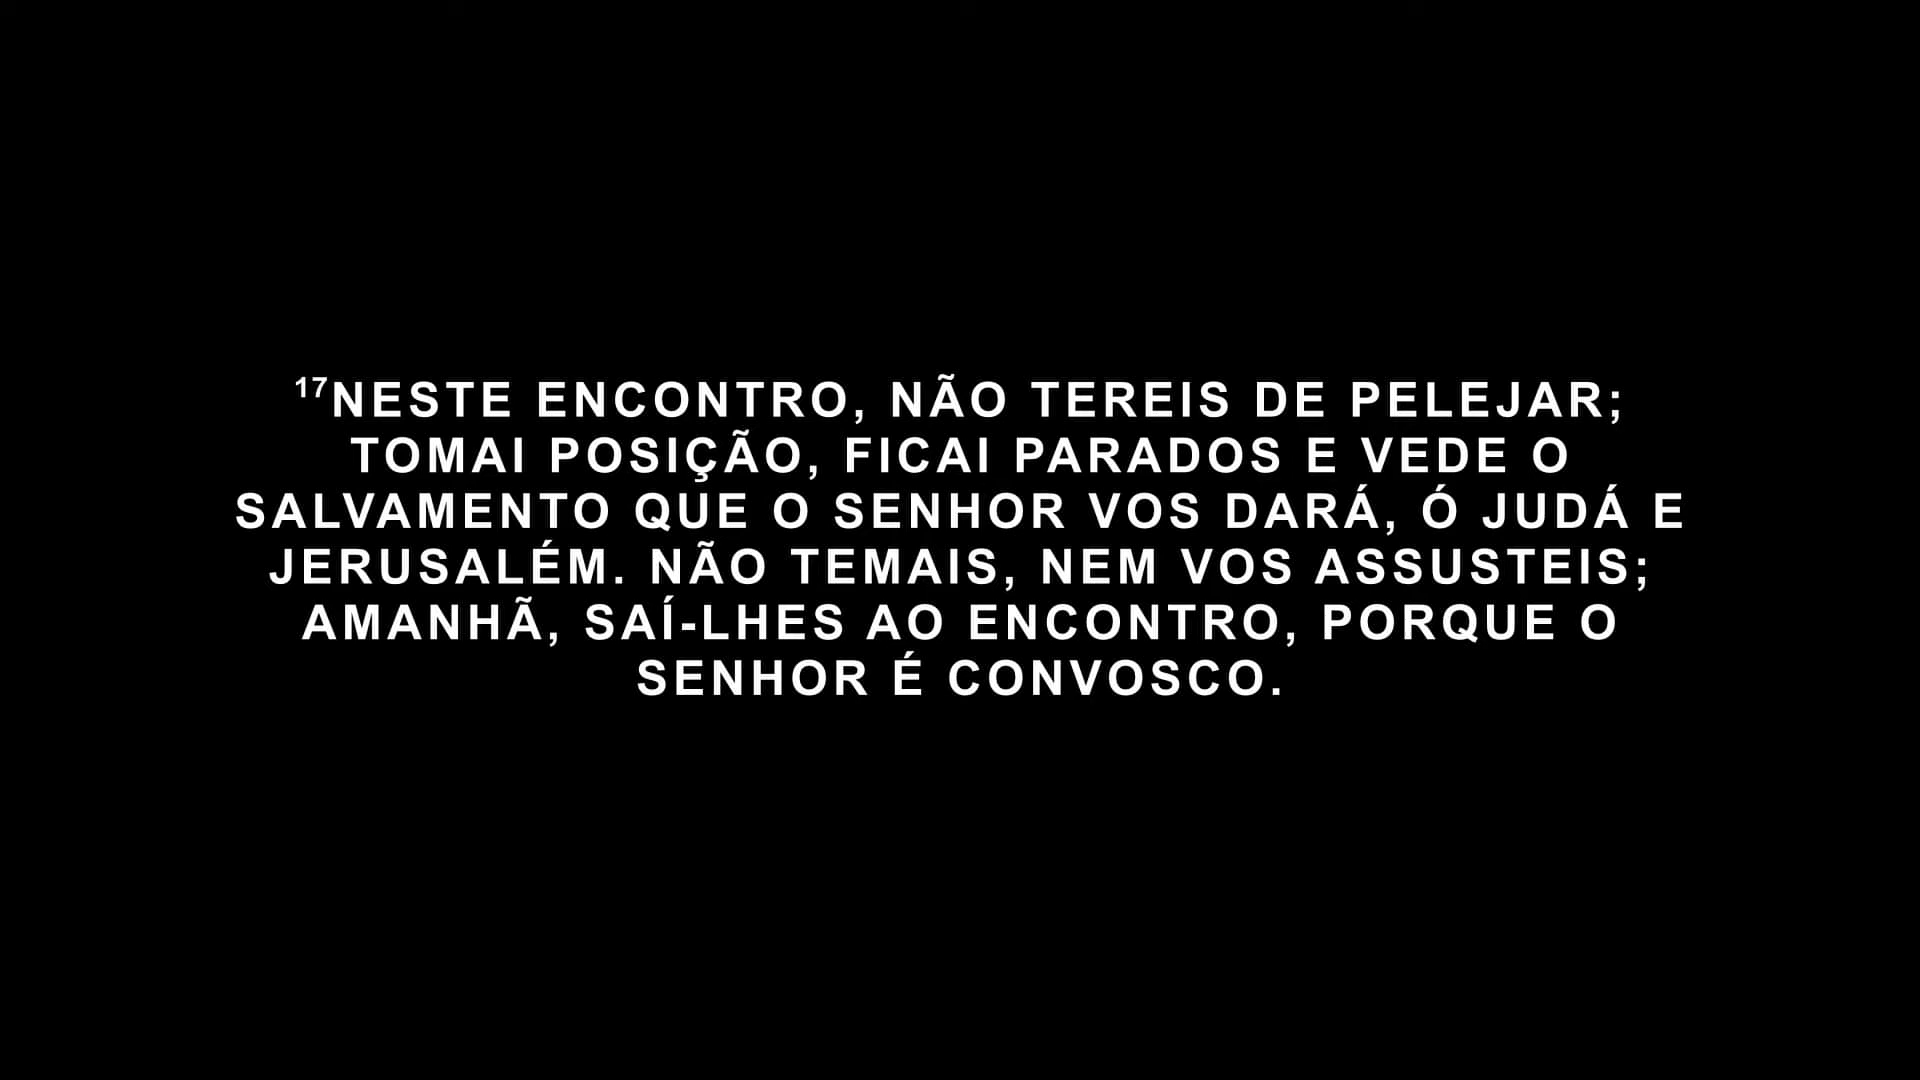 ¹⁷NESTE ENCONTRO, NÃO TEREIS DE PELEJAR;
TOMAI POSIÇÃO, FICAI PARADOS E VEDE O
SALVAMENTO QUE O SENHOR VOS DARÁ, Ó JUDÁ E
JERUSALÉM. NÃO TEMAIS, NEM VOS ASSUSTEIS;
AMANHÃ, SAÍ-LHES AO ENCONTRO, PORQUE O
SENHOR É CONVOSCO.